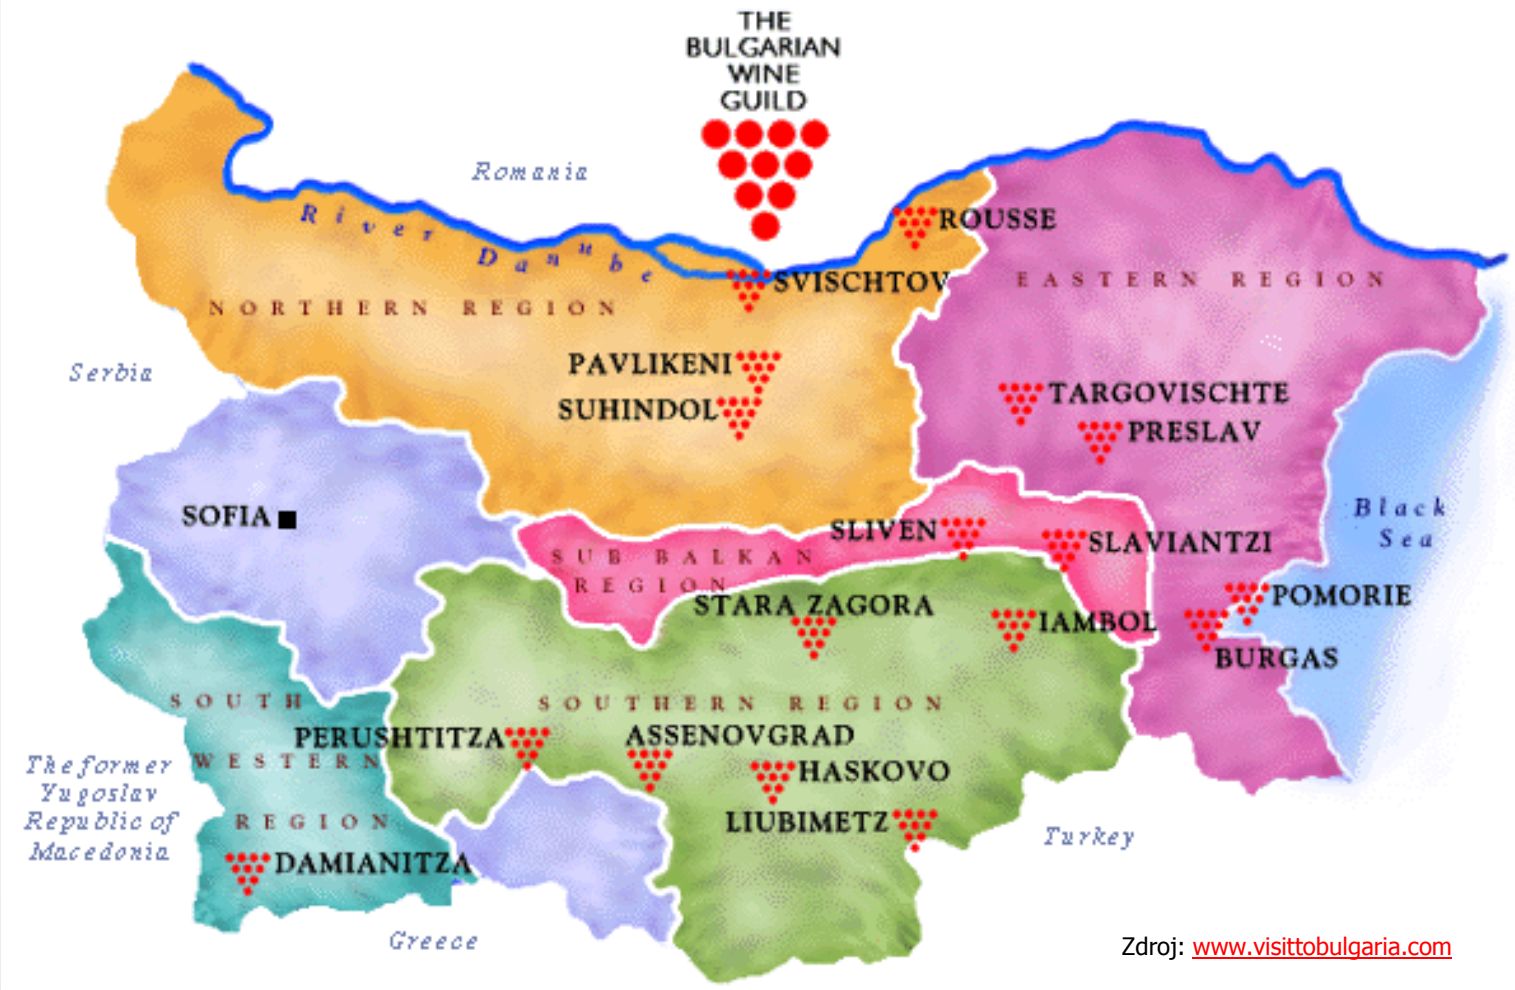 THE
BULGARIAN
WINE
GUILD
Romania
River Danube
ROUSSE
SVISCHTOV
EASTERN REGION
NORTHERN REGION
Serbia
PAVLIKENI
SUHINDOL
TARGOVISCHTE
PRESLAV
SOFIA
Black
Sea
SLIVEN
SLAVIANTZI
SUB BALKAN
REGION
STARA ZAGORA
IAMBOL
POMORIE
BURGAS
SOUTH
WESTERN
REGION
SOUTHERN REGION
PERUSHTITZA
ASSENOVGRAD
HASKOVO
LIUBIMETZ
The former
Yugoslav
Republic of
Macedonia
DAMIANITZA
Turkey
Greece
Zdroj: www.visittobulgaria.com